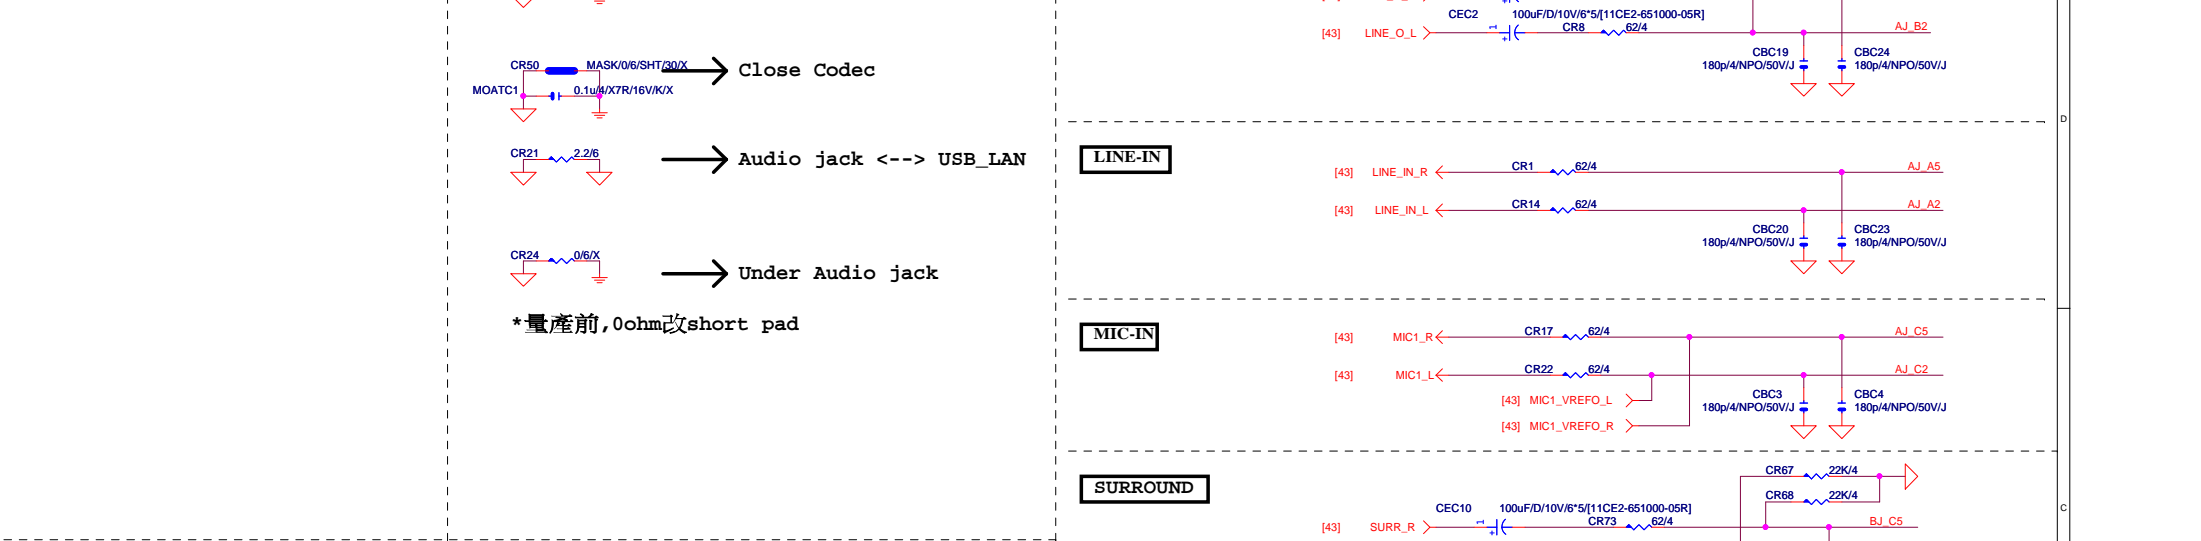 CR50 MASK/0/6/SHT/30/X
MOATC1 0.1u/4/X7R/16V/K/X
Close Codec
CR21 2.2/6
Audio jack <--> USB_LAN
CR24 0/6/X
Under Audio jack
*量產前,0ohm改short pad
CEC2 100uF/D/10V/6*5/[11CE2-651000-05R]
[43] LINE_O_L 1 + CR8 62/4 AJ_B2
CBC19 CBC24
180p/4/NPO/50V/J 180p/4/NPO/50V/J
D
LINE-IN
[43] LINE_IN_R CR1 62/4 AJ_A5
[43] LINE_IN_L CR14 62/4 AJ_A2
CBC20 CBC23
180p/4/NPO/50V/J 180p/4/NPO/50V/J
MIC-IN
[43] MIC1_R CR17 62/4 AJ_C5
[43] MIC1_L CR22 62/4 AJ_C2
[43] MIC1_VREFO_L
[43] MIC1_VREFO_R
CBC3 CBC4
180p/4/NPO/50V/J 180p/4/NPO/50V/J
SURROUND
CR67 22K/4
CR68 22K/4
CEC10 100uF/D/10V/6*5/[11CE2-651000-05R]
[43] SURR_R 1 + CR73 62/4 BJ_C5
C